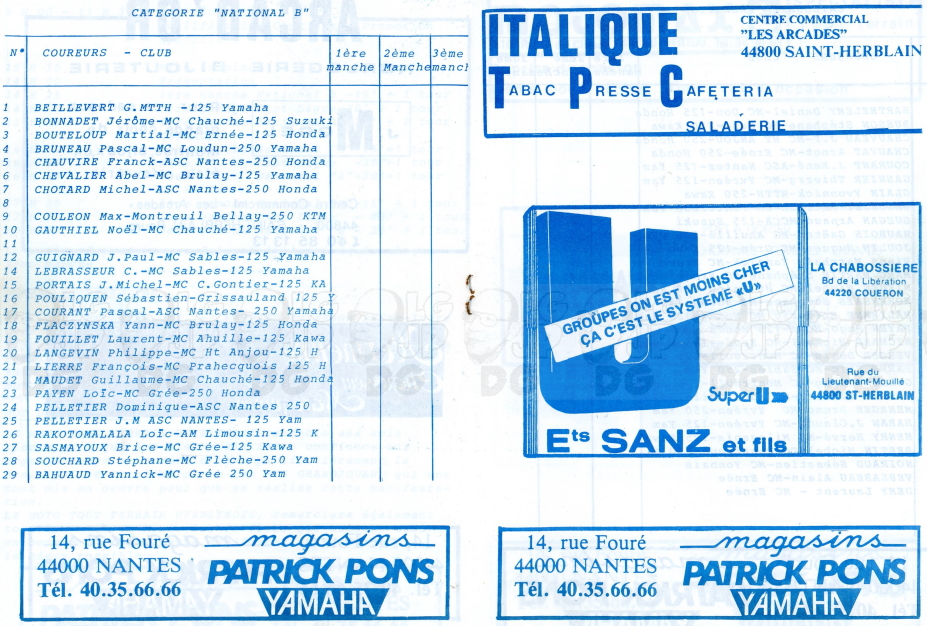 CATEGORIE "NATIONAL B"
N° COUREURS - CLUB 1ère manche 2ème Manche 3ème manch
1 BEILLEVERT G.MTTH -125 Yamaha
2 BONNADET Jérôme-MC Chauché-125 Suzuki
3 BOUTELOUP Martial-MC Ernée-125 Honda
4 BRUNEAU Pascal-MC Loudun-250 Yamaha
5 CHAUVIRE Franck-ASC Nantes-250 Honda
6 CHEVALIER Abel-MC Brulay-125 Yamaha
7 CHOTARD Michel-ASC Nantes-250 Honda
8
9 COULEON Max-Montreuil Bellay-250 KTM
10 GAUTHIEL Noël-MC Chauché-125 Yamaha
11
12 GUIGNARD J.Paul-MC Sables-125 Yamaha
14 LEBRASSEUR C.-MC Sables-125 Yamaha
15 PORTAIS J.Michel-MC C.Gontier-125 KA
16 POULIQUEN Sébastien-Grissauland 125 Y
17 COURANT Pascal-ASC Nantes- 250 Yamaha
18 FLACZYNSKA Yann-MC Brulay-125 Honda
19 FOUILLET Laurent-MC Ahuille-125 Kawa
20 LANGEVIN Philippe-MC Ht Anjou-125 H
21 LIERRE François-MC Frahecquois 125 H
22 MAUDET Guillaume-MC Chauché-125 Honda
23 PAYEN Loïc-MC Grée-250 Honda
24 PELLETIER Dominique-ASC Nantes 250
25 PELLETIER J.M ASC NANTES- 125 Yam
26 RAKOTOMALALA Loïc-AM Limousin-125 K
27 SASMAYOUX Brice-MC Grée-125 Kawa
28 SOUCHARD Stéphane-MC Flèche-250 Yam
29 BAHUAUD Yannick-MC Grée 250 Yam
14, rue Fouré
44000 NANTES
Tél. 40.35.66.66
magasins
PATRICK PONS
YAMAHA
ITALIQUE
CENTRE COMMERCIAL
"LES ARCADES"
44800 SAINT-HERBLAIN
TABAC PRESSE CAFETERIA
SALADERIE
U
GROUPES ON EST MOINS CHER
ÇA C'EST LE SYSTEME «U»
Super U
Ets SANZ et fils
LA CHABOSSIERE
Bd de la Libération
44220 COUERON
Rue du
Lieutenant-Mouillé
44800 ST-HERBLAIN
14, rue Fouré
44000 NANTES
Tél. 40.35.66.66
magasins
PATRICK PONS
YAMAHA